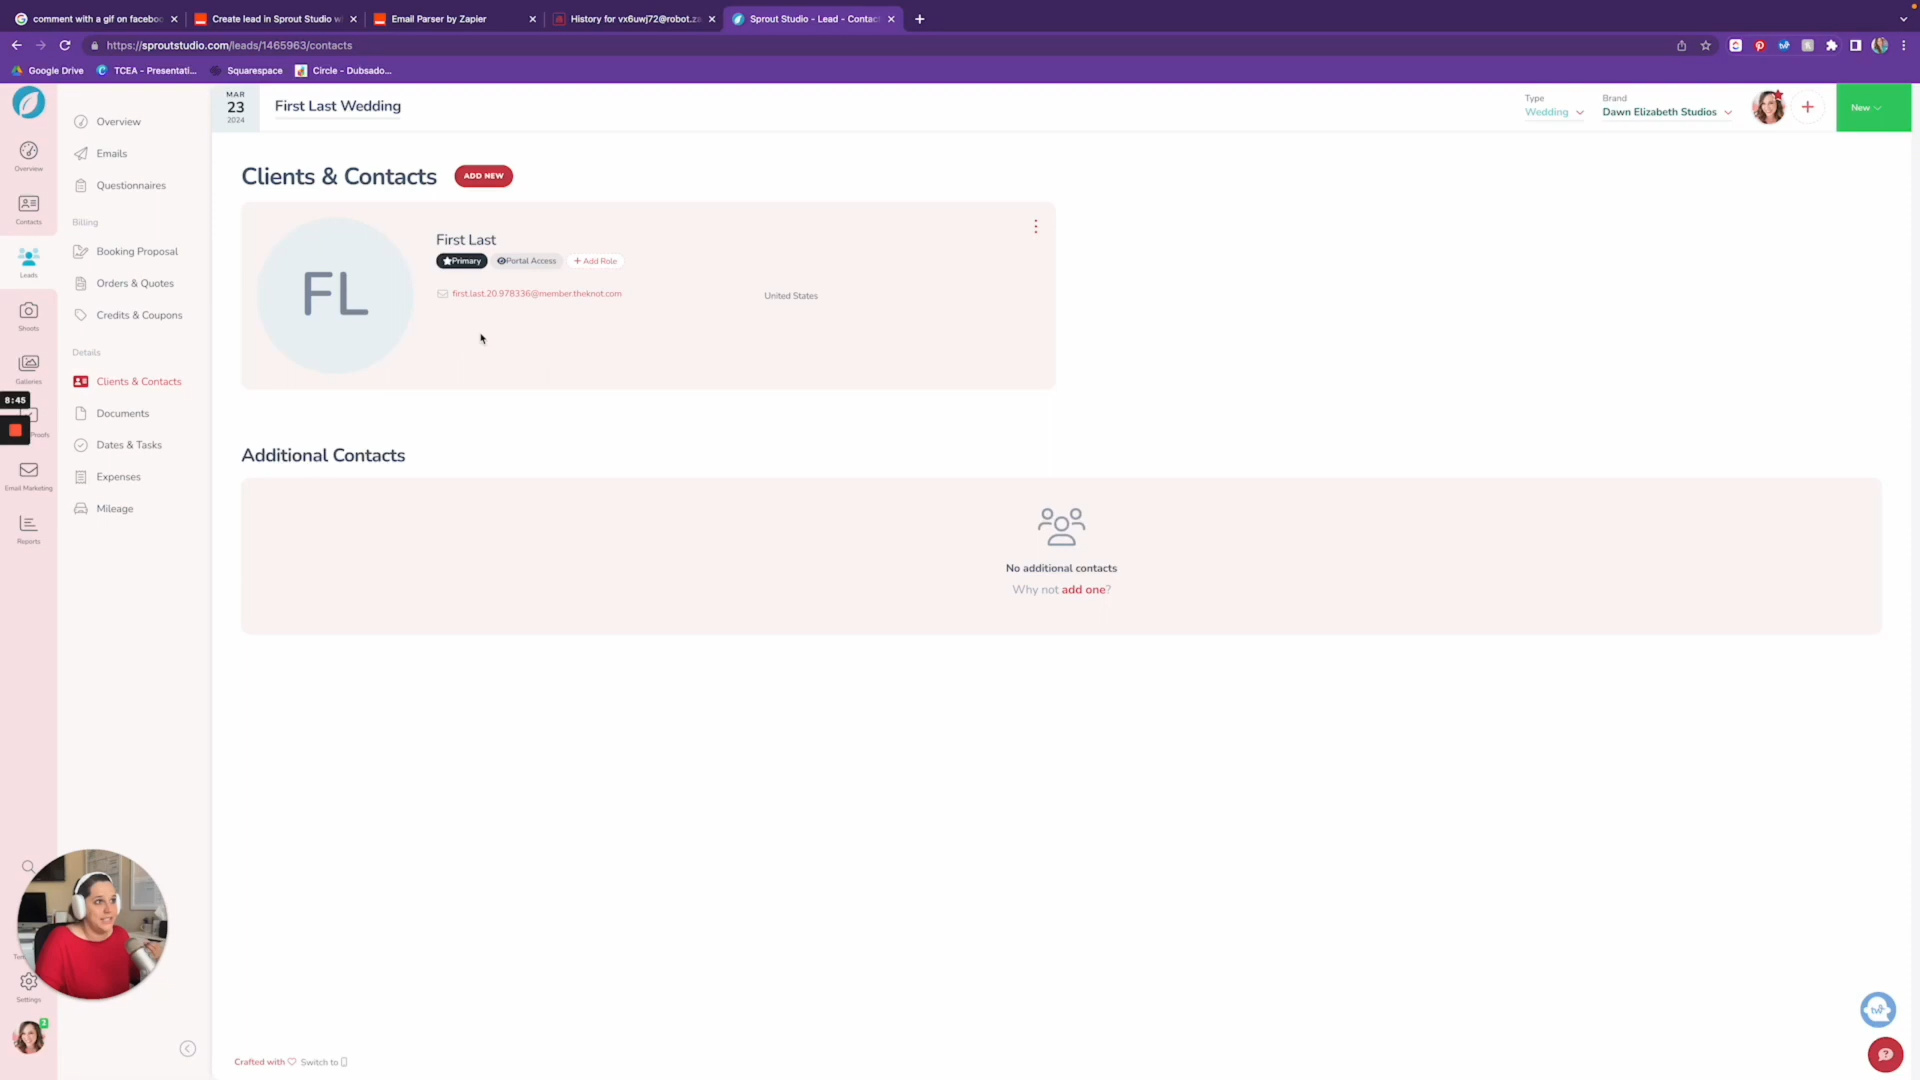 comment with a gif on faceboo
Create lead in Sprout Studio w
Email Parser by Zapier
History for vx6uwj72@robot.za
Sprout Studio - Lead - Contac
https://sproutstudio.com/leads/1465963/contacts
Google Drive
TCEA - Presentati...
Squarespace
Circle - Dubsado...
MAR
23
2024
First Last Wedding
Type
Wedding
Brand
Dawn Elizabeth Studios
New
Overview
Contacts
Leads
Shoots
Galleries
8:45
Proofs
Email Marketing
Reports
Settings
2
Overview
Emails
Questionnaires
Billing
Booking Proposal
Orders & Quotes
Credits & Coupons
Details
Clients & Contacts
Documents
Dates & Tasks
Expenses
Mileage
Clients & Contacts
ADD NEW
FL
First Last
Primary
Portal Access
+ Add Role
first.last.20.978336@member.theknot.com
United States
Additional Contacts
No additional contacts
Why not add one?
Crafted with
Switch to
tw